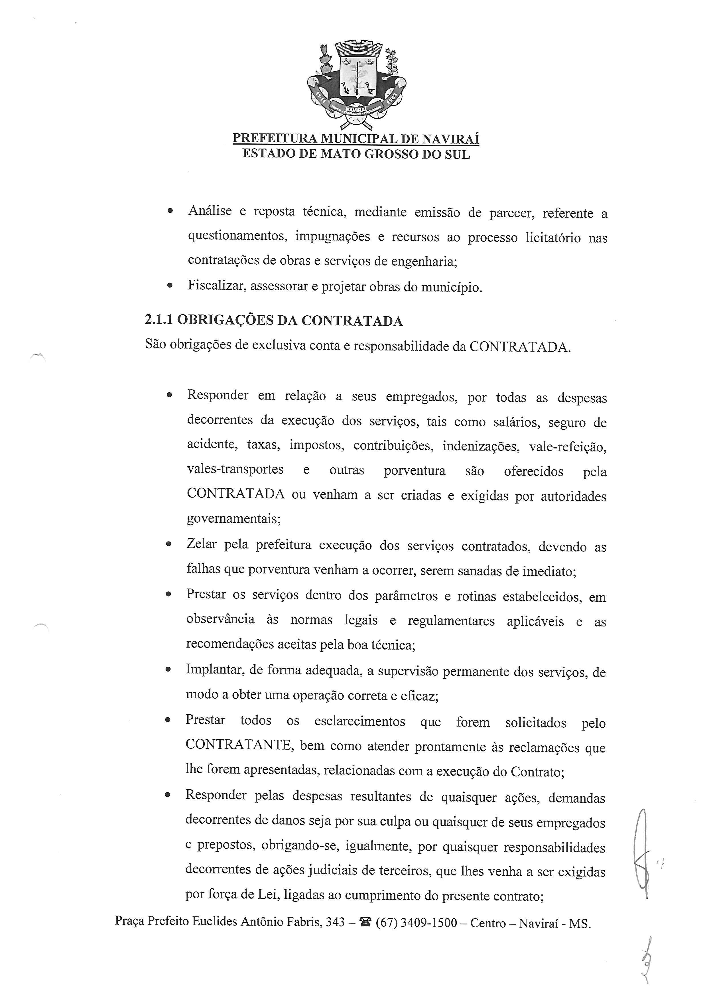 11-11
1963
NAVIRAÍ
PREFEITURA MUNICIPAL DE NAVIRAÍ
ESTADO DE MATO GROSSO DO SUL
• Análise e reposta técnica, mediante emissão de parecer, referente a
questionamentos, impugnações e recursos ao processo licitatório nas
contratações de obras e serviços de engenharia;
• Fiscalizar, assessorar e projetar obras do município.
2.1.1 OBRIGAÇÕES DA CONTRATADA
São obrigações de exclusiva conta e responsabilidade da CONTRATADA.
• Responder em relação a seus empregados, por todas as despesas
decorrentes da execução dos serviços, tais como salários, seguro de
acidente, taxas, impostos, contribuições, indenizações, vale-refeição,
vales-transportes e outras porventura são oferecidos pela
CONTRATADA ou venham a ser criadas e exigidas por autoridades
governamentais;
• Zelar pela prefeitura execução dos serviços contratados, devendo as
falhas que porventura venham a ocorrer, serem sanadas de imediato;
• Prestar os serviços dentro dos parâmetros e rotinas estabelecidos, em
observância às normas legais e regulamentares aplicáveis e as
recomendações aceitas pela boa técnica;
• Implantar, de forma adequada, a supervisão permanente dos serviços, de
modo a obter uma operação correta e eficaz;
• Prestar todos os esclarecimentos que forem solicitados pelo
CONTRATANTE, bem como atender prontamente às reclamações que
lhe forem apresentadas, relacionadas com a execução do Contrato;
• Responder pelas despesas resultantes de quaisquer ações, demandas
decorrentes de danos seja por sua culpa ou quaisquer de seus empregados
e prepostos, obrigando-se, igualmente, por quaisquer responsabilidades
decorrentes de ações judiciais de terceiros, que lhes venha a ser exigidas
por força de Lei, ligadas ao cumprimento do presente contrato;
Praça Prefeito Euclides Antônio Fabris, 343 – ☎ (67) 3409-1500 – Centro – Naviraí - MS.